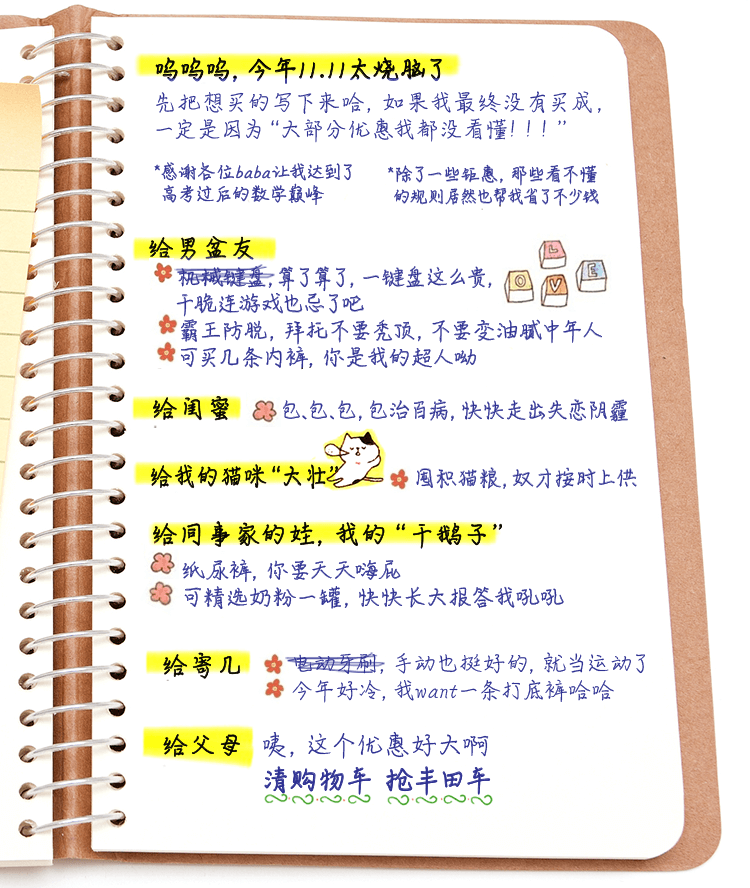 呜呜呜，今年11.11太烧脑了
先把想买的写下来哈，如果我最终没有买成，
一定是因为“大部分优惠我都没看懂！！！”
*感谢各位baba让我达到了
高考过后的数学巅峰
*除了一些钜惠，那些看不懂
的规则居然也帮我省了不少钱
给男盆友
机械键盘，算了算了，一键盘这么贵，
干脆连游戏也忌了吧
L
E
O
V
霸王防脱，拜托不要秃顶，不要变油腻中年人
可买几条内裤，你是我的超人呦
给闺蜜
包、包、包，包治百病，快快走出失恋阴霾
给我的猫咪“大壮”
囤积猫粮，奴才按时上供
给同事家的娃，我的“干鹅子”
纸尿裤，你要天天嗨屁
可精选奶粉一罐，快快长大报答我吼吼
给寄几
电动牙刷，手动也挺好的，就当运动了
今年好冷，我want一条打底裤哈哈
给父母
咦，这个优惠好大啊
清购物车 抢丰田车